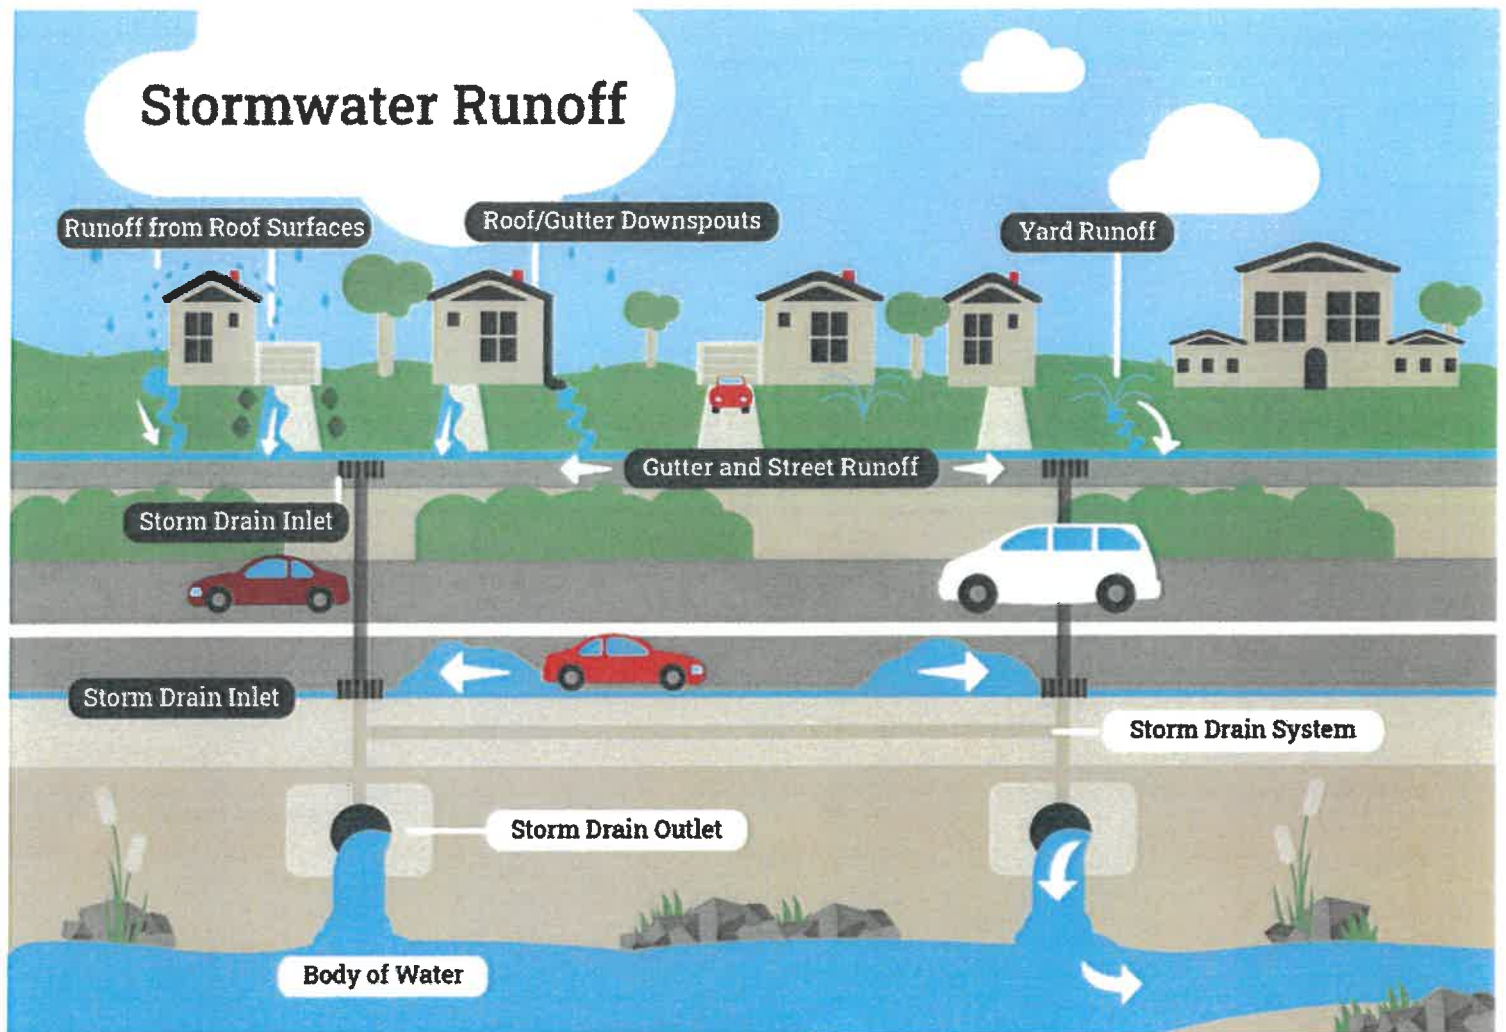 Stormwater Runoff
Runoff from Roof Surfaces
Roof/Gutter Downspouts
Yard Runoff
Gutter and Street Runoff
Storm Drain Inlet
Storm Drain Inlet
Storm Drain System
Storm Drain Outlet
Body of Water